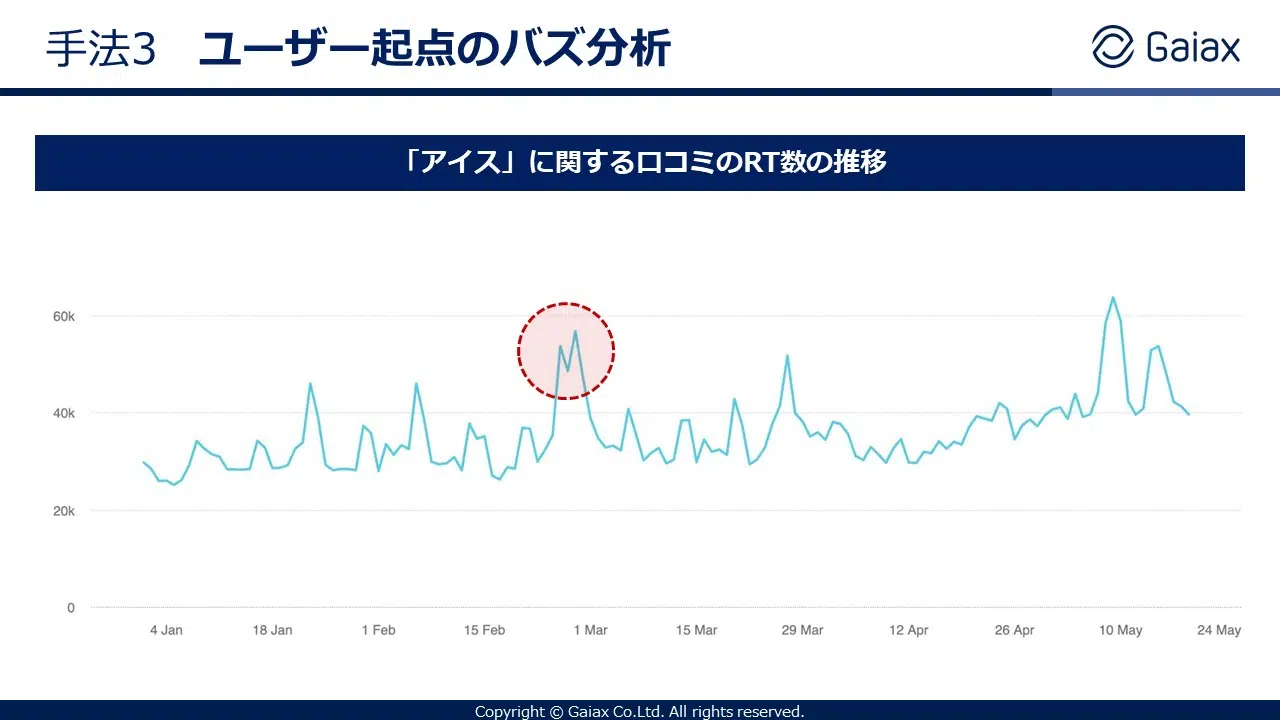 手法3 ユーザー起点のバズ分析
Gaiax
「アイス」に関する口コミのRT数の推移
60k
40k
20k
0
4 Jan 18 Jan 1 Feb 15 Feb 1 Mar 15 Mar 29 Mar 12 Apr 26 Apr 10 May 24 May
Copyright © Gaiax Co.Ltd. All rights reserved.